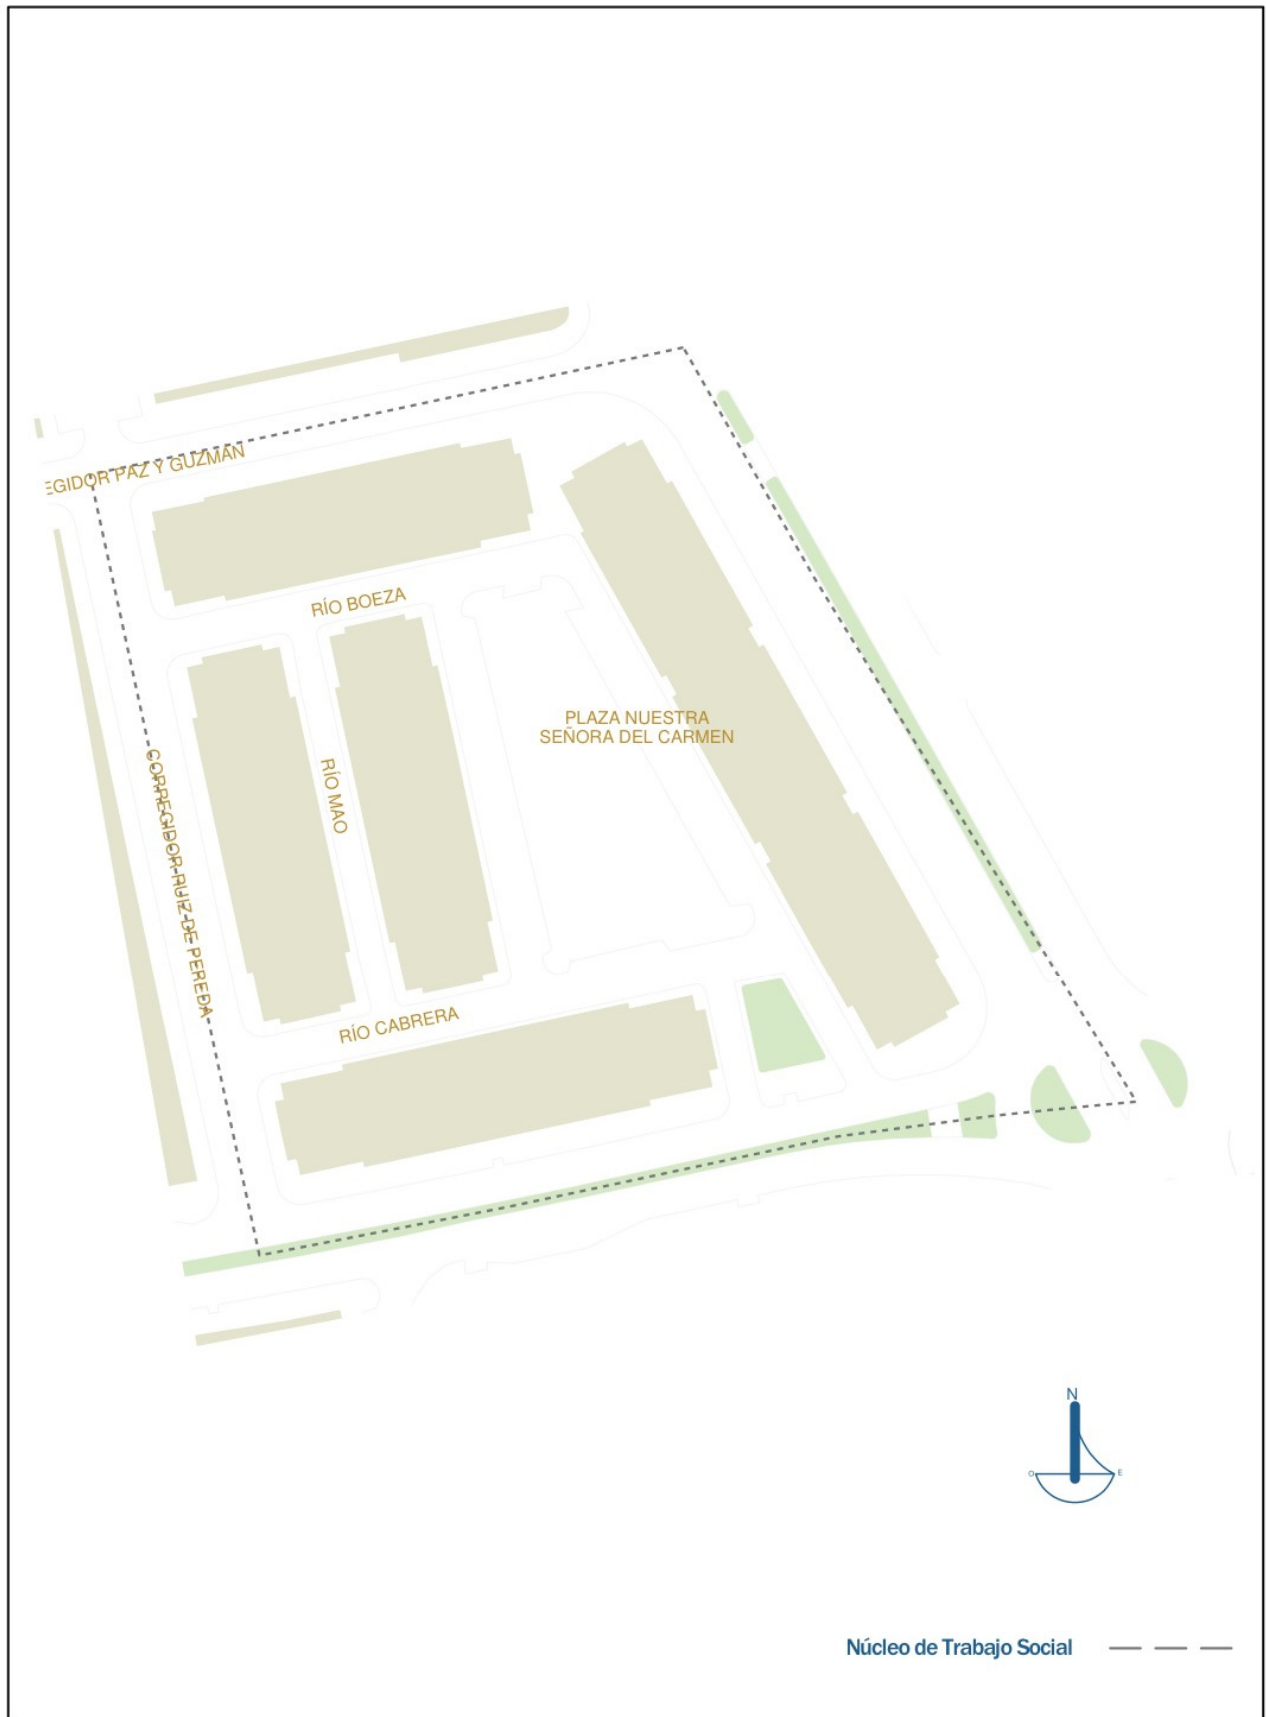 EGIDOR PAZ Y GUZMÁN
RÍO BOEZA
PLAZA NUESTRA
SEÑORA DEL CARMEN
RÍO MAO
CORREGIDOR RUIZ DE PEREDA
RÍO CABRERA
N
O
E
Núcleo de Trabajo Social